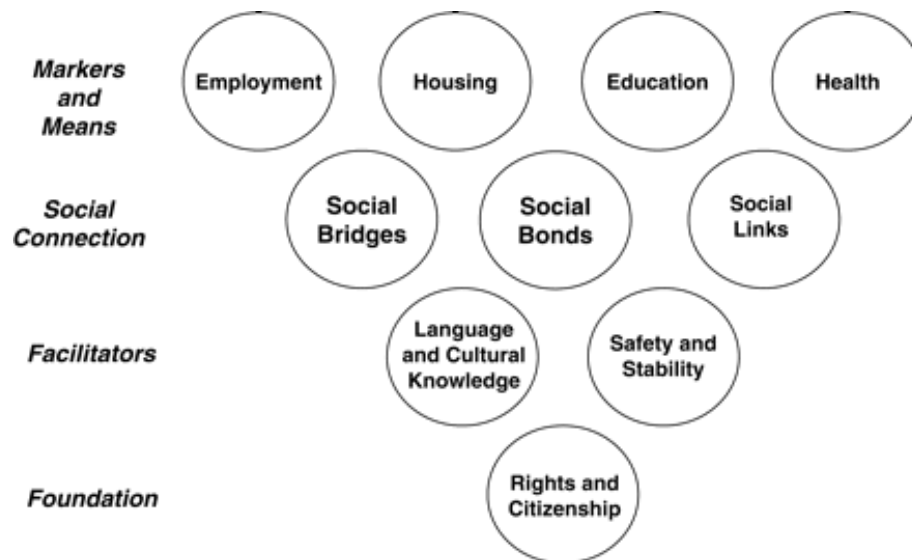 Markers
and
Means
Employment
Housing
Education
Health
Social
Connection
Social
Bridges
Social
Bonds
Social
Links
Facilitators
Language
and Cultural
Knowledge
Safety and
Stability
Foundation
Rights and
Citizenship